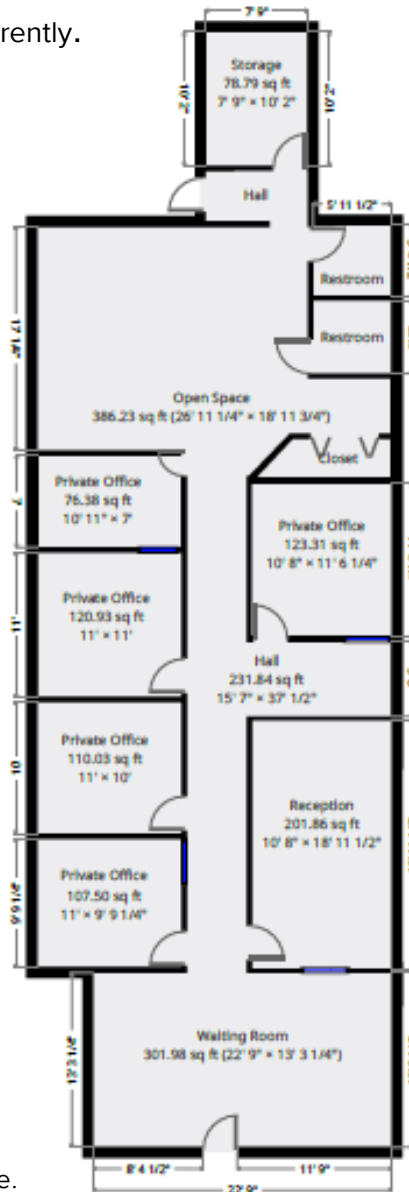 rently.
7' 9"
Storage
78.79 sq ft
7' 9" × 10' 2"
10' 2"
10' 2"
Hall
5' 11 1/2"
Restroom
Restroom
17' 1/8"
Open Space
386.23 sq ft (26' 11 1/4" × 18' 11 3/4")
Closet
Private Office
76.38 sq ft
10' 11" × 7'
7'
Private Office
123.31 sq ft
10' 8" × 11' 6 1/4"
Private Office
120.93 sq ft
11' × 11'
11'
Hall
231.84 sq ft
15' 7" × 37' 1/2"
Private Office
110.03 sq ft
11' × 10'
10'
Reception
201.86 sq ft
10' 8" × 18' 11 1/2"
Private Office
107.50 sq ft
11' × 9' 9 1/4"
9' 9 1/4"
Waiting Room
301.98 sq ft (22' 9" × 13' 3 1/4")
13' 3 1/4"
8' 4 1/2"
11' 9"
22' 9"
e.